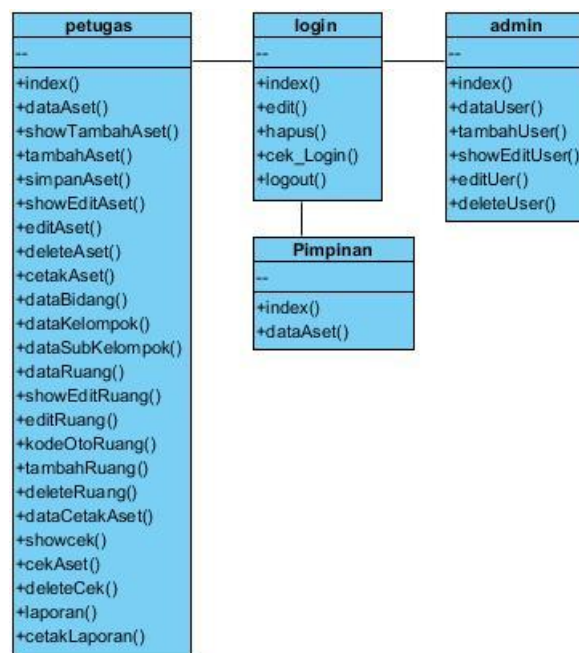 petugas
--
+index()
+dataAset()
+showTambahAset()
+tambahAset()
+simpanAset()
+showEditAset()
+editAset()
+deleteAset()
+cetakAset()
+dataBidang()
+dataKelompok()
+dataSubKelompok()
+dataRuang()
+showEditRuang()
+editRuang()
+kodeOtoRuang()
+tambahRuang()
+deleteRuang()
+dataCetakAset()
+showcek()
+cekAset()
+deleteCek()
+laporan()
+cetakLaporan()
login
--
+index()
+edit()
+hapus()
+cek_Login()
+logout()
Pimpinan
--
+index()
+dataAset()
admin
--
+index()
+dataUser()
+tambahUser()
+showEditUser()
+editUer()
+deleteUser()